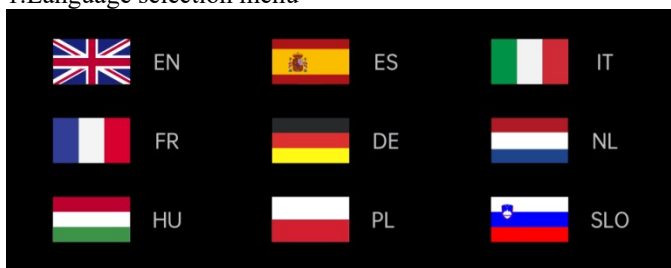 1.Language selection menu
EN ES IT
FR DE NL
HU PL SLO